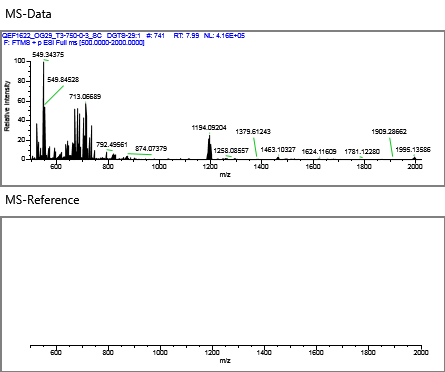 MS-Data
QEF1622_OG29_T3-750-0-3_8C DGTS-29:1 #: 741 RT: 7.99 NL: 4.16E+05
F: FTMS + p ESI Full ms [500.0000-2000.0000]
549.34375
100
549.84528
80
713.06689
60
Relative Intensity
40
1194.09204
1379.61243
1909.28662
20
792.49561
874.07379
1258.08557
1463.10327
1624.11609
1781.12280
1995.13586
0
600 800 1000 1200 1400 1600 1800 2000
m/z
MS-Reference
600 800 1000 1200 1400 1600 1800 2000
m/z